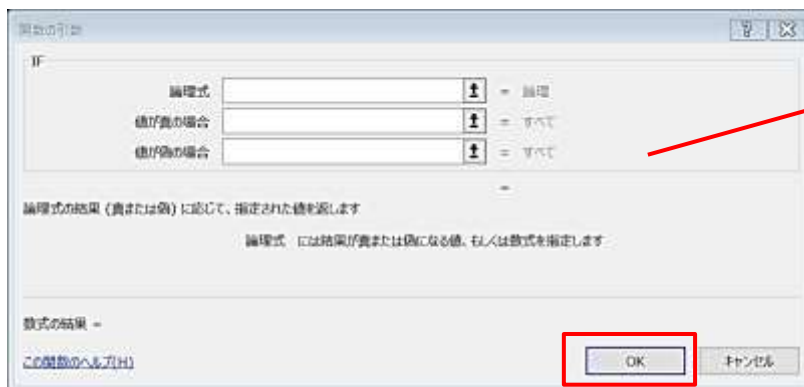 関数の引数
IF
論理式 = 論理
値が真の場合 = すべて
値が偽の場合 = すべて
=
論理式の結果 (真または偽) に応じて、指定された値を返します
論理式 には結果が真または偽になる値、もしくは数式を指定します
数式の結果 =
この関数のヘルプ(H) OK キャンセル